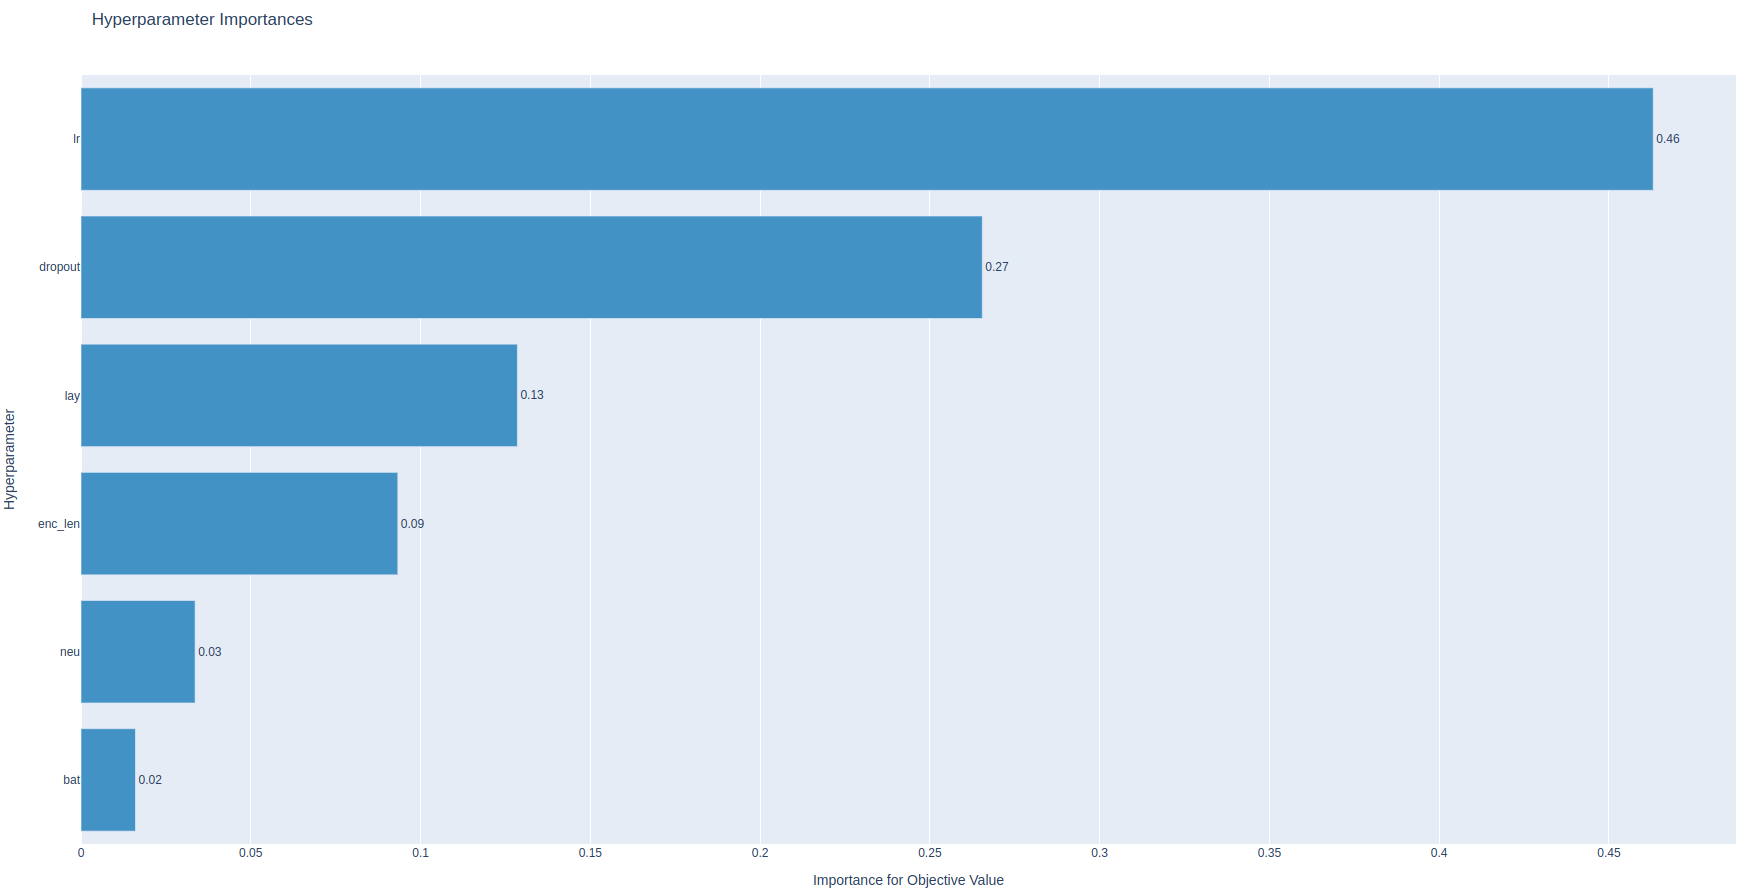 Hyperparameter Importances
Hyperparameter
lr
0.46
dropout
0.27
lay
0.13
enc_len
0.09
neu
0.03
bat
0.02
0 0.05 0.1 0.15 0.2 0.25 0.3 0.35 0.4 0.45
Importance for Objective Value